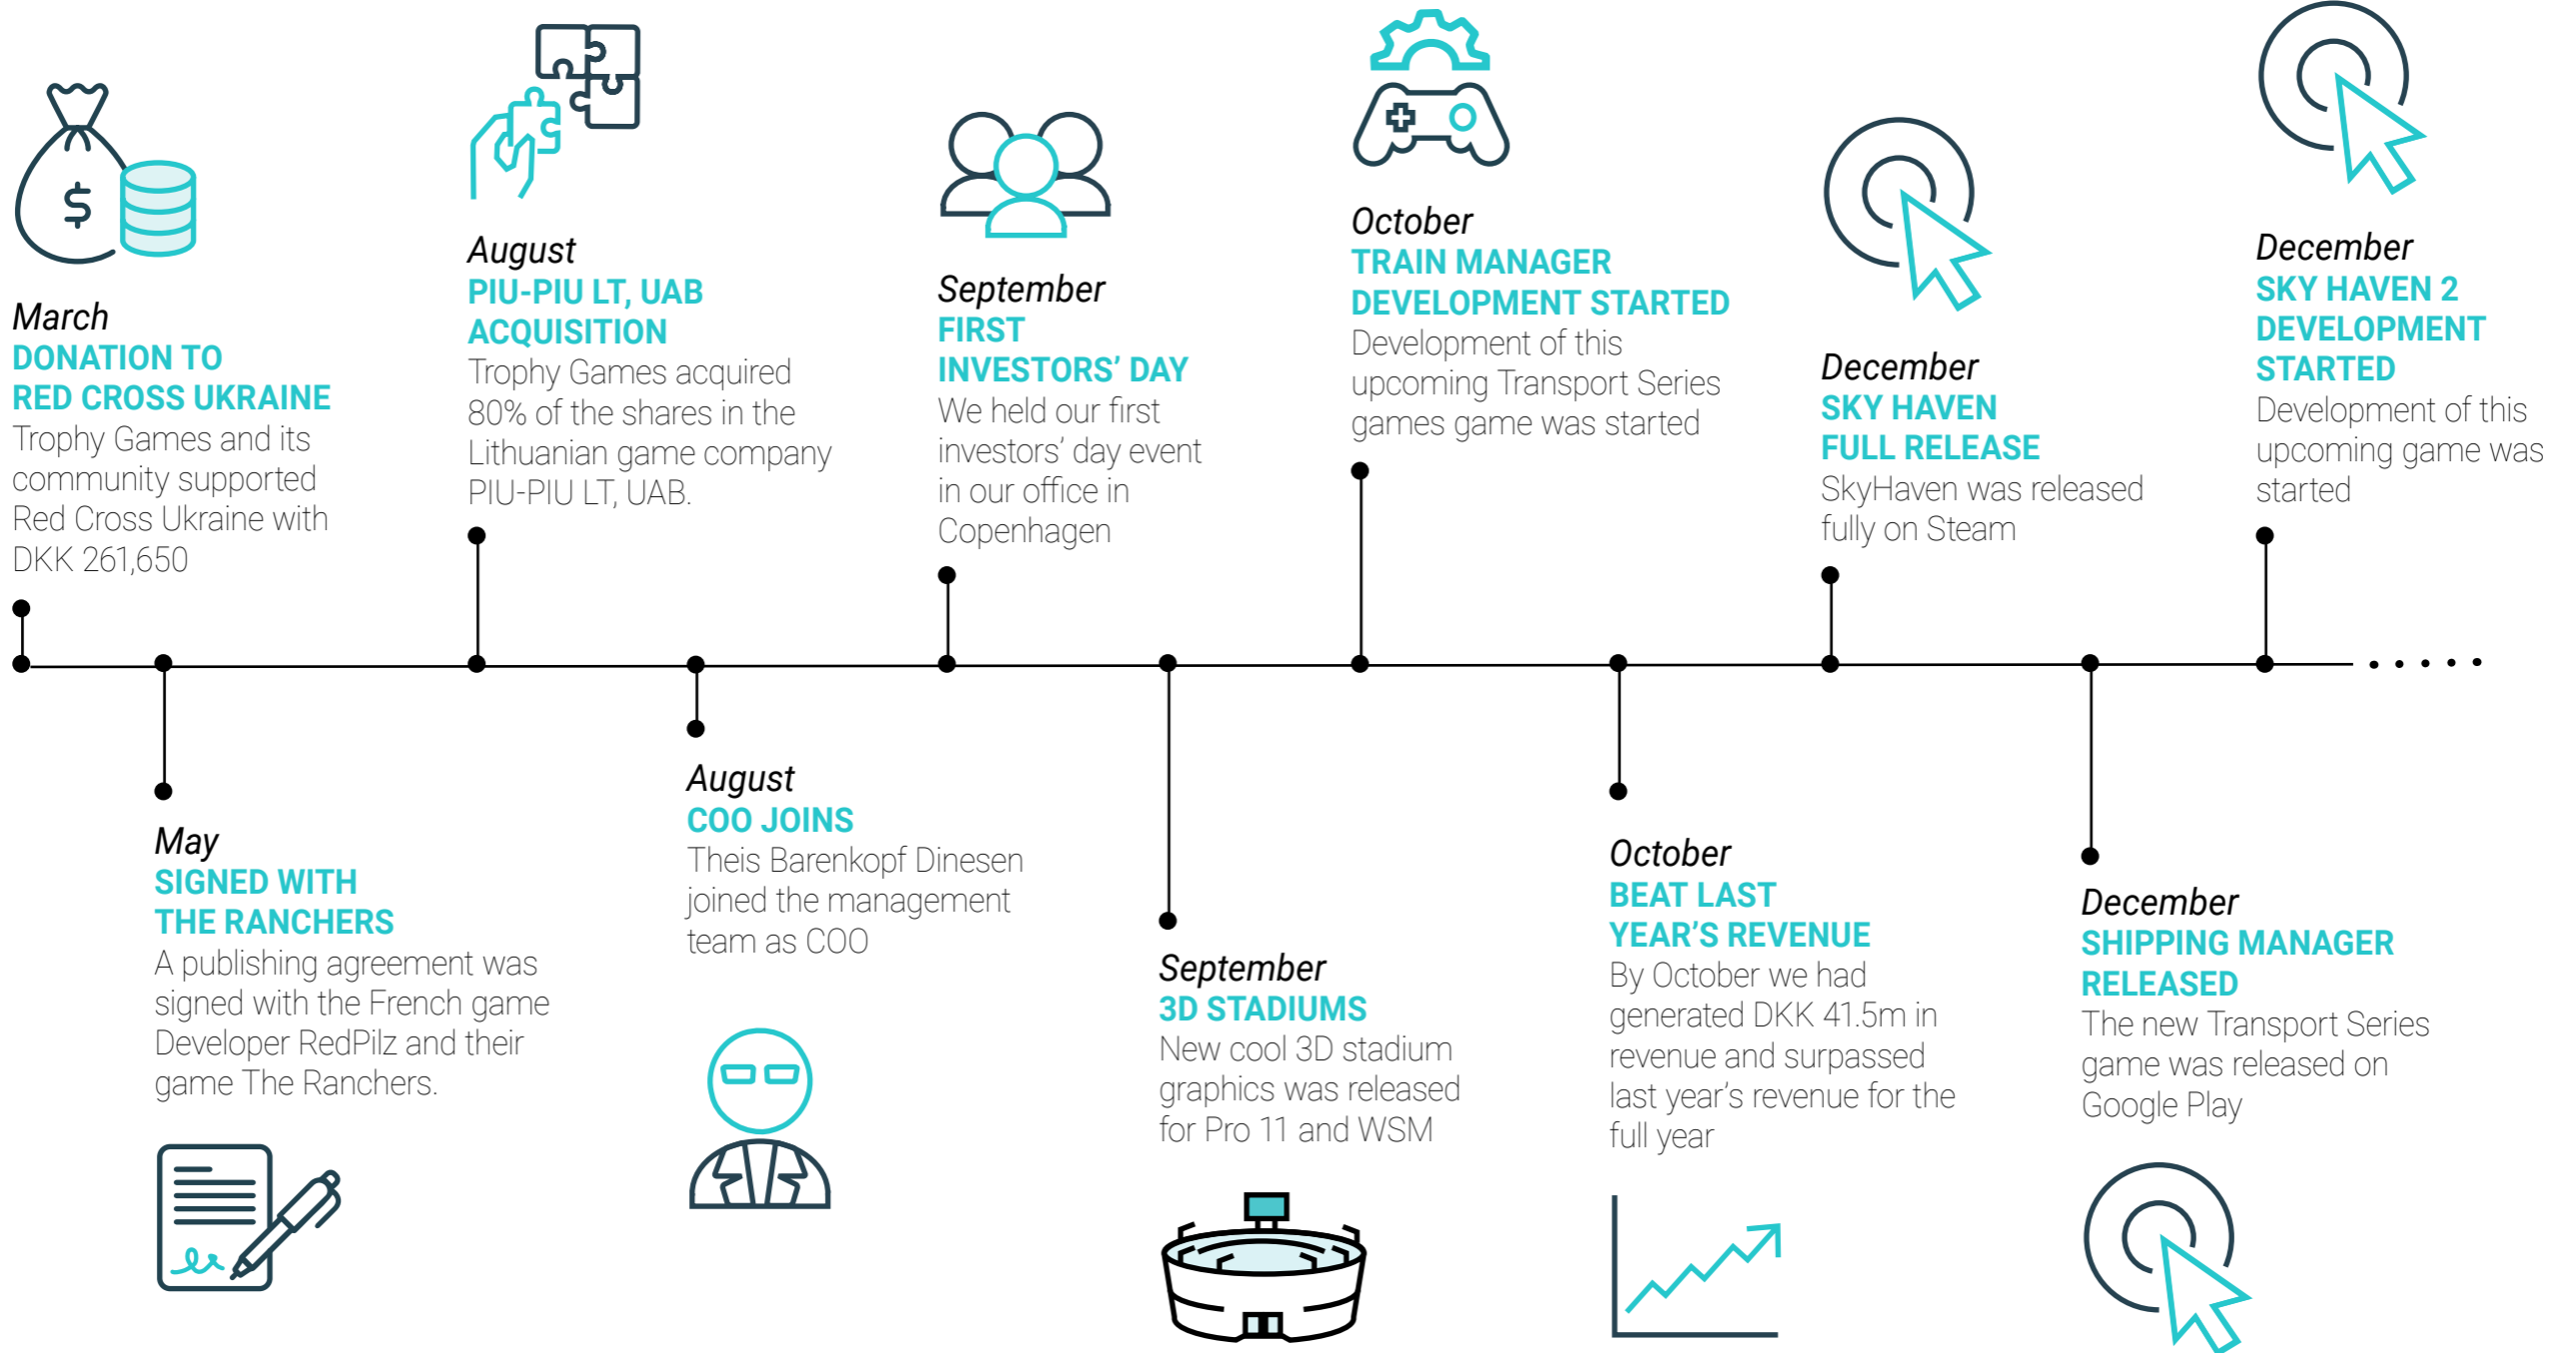 March
DONATION TO
RED CROSS UKRAINE
Trophy Games and its
community supported
Red Cross Ukraine with
DKK 261,650
May
SIGNED WITH
THE RANCHERS
A publishing agreement was
signed with the French game
Developer RedPilz and their
game The Ranchers.
August
PIU-PIU LT, UAB
ACQUISITION
Trophy Games acquired
80% of the shares in the
Lithuanian game company
PIU-PIU LT, UAB.
August
COO JOINS
Theis Barenkopf Dinesen
joined the management
team as COO
September
FIRST
INVESTORS’ DAY
We held our first
investors’ day event
in our office in
Copenhagen
September
3D STADIUMS
New cool 3D stadium
graphics was released
for Pro 11 and WSM
October
TRAIN MANAGER
DEVELOPMENT STARTED
Development of this
upcoming Transport Series
games game was started
October
BEAT LAST
YEAR’S REVENUE
By October we had
generated DKK 41.5m in
revenue and surpassed
last year’s revenue for the
full year
December
SKY HAVEN
FULL RELEASE
SkyHaven was released
fully on Steam
December
SHIPPING MANAGER
RELEASED
The new Transport Series
game was released on
Google Play
December
SKY HAVEN 2
DEVELOPMENT
STARTED
Development of this
upcoming game was
started
$